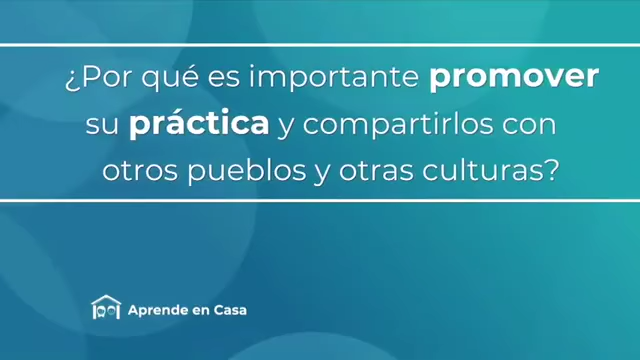 ¿Por qué es importante promover
su práctica y compartirlos con
otros pueblos y otras culturas?
Aprende en Casa